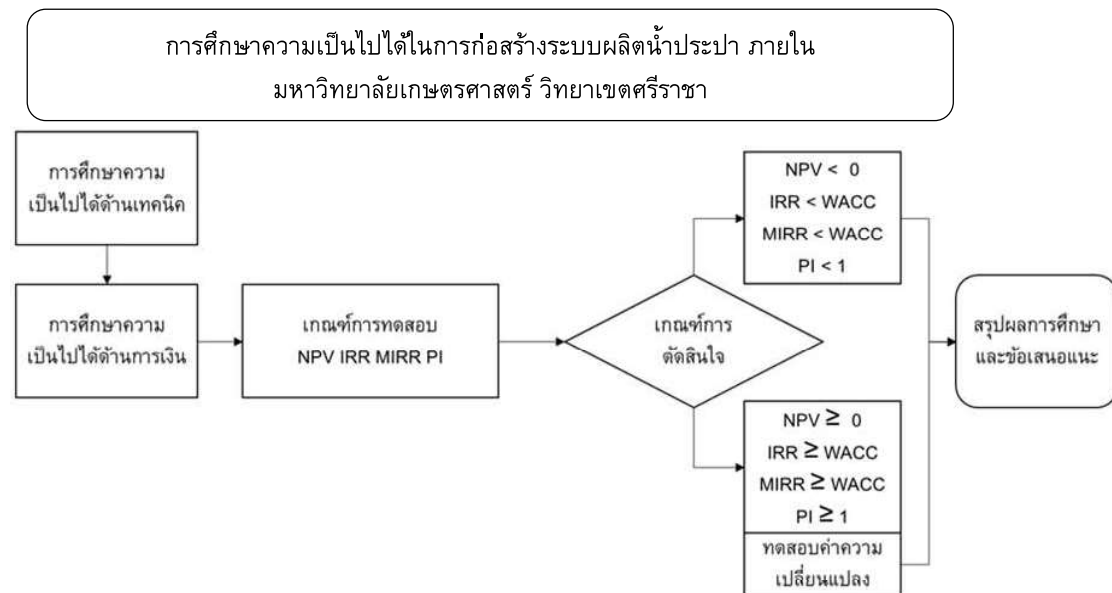 การศึกษาความเป็นไปได้ในการก่อสร้างระบบผลิตน้ำประปา ภายใน
มหาวิทยาลัยเกษตรศาสตร์ วิทยาเขตศรีราชา
การศึกษาความ
เป็นไปได้ด้านเทคนิค
การศึกษาความ
เป็นไปได้ด้านการเงิน
เกณฑ์การทดสอบ
NPV IRR MIRR PI
เกณฑ์การ
ตัดสินใจ
NPV < 0
IRR < WACC
MIRR < WACC
PI < 1
NPV ≥ 0
IRR ≥ WACC
MIRR ≥ WACC
PI ≥ 1
ทดสอบค่าความ
เปลี่ยนแปลง
สรุปผลการศึกษา
และข้อเสนอแนะ